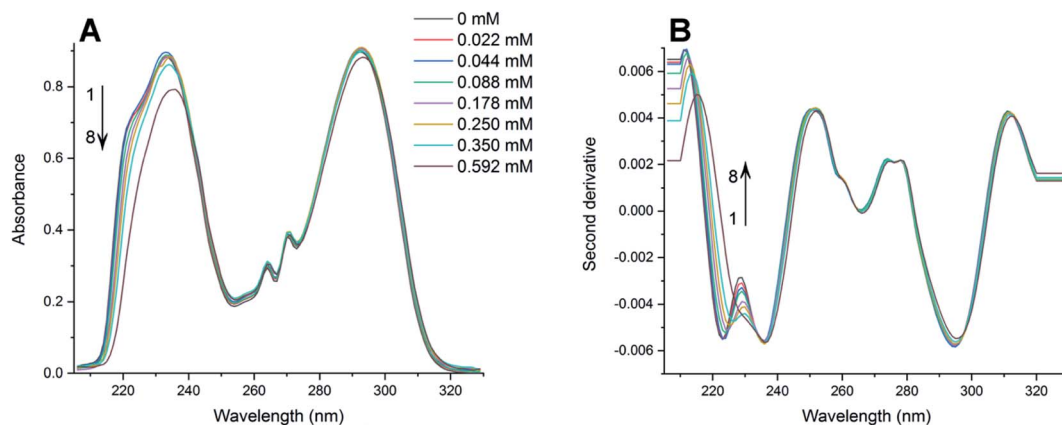 A
0 mM
0.022 mM
0.044 mM
0.088 mM
0.178 mM
0.250 mM
0.350 mM
0.592 mM
1
8
Absorbance
0.8
0.6
0.4
0.2
0.0
220 240 260 280 300 320
Wavelength (nm)
B
8
1
Second derivative
0.006
0.004
0.002
0.000
-0.002
-0.004
-0.006
220 240 260 280 300 320
Wavelength (nm)